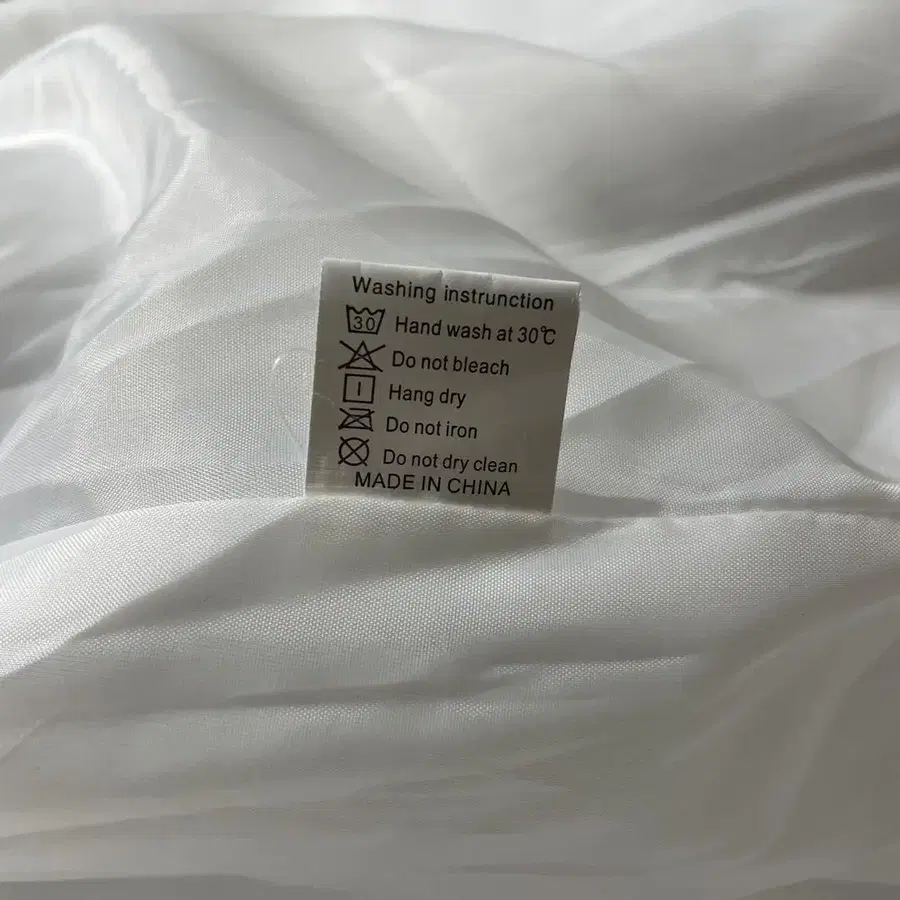 Washing instrunction
30 Hand wash at 30℃
Do not bleach
Hang dry
Do not iron
Do not dry clean
MADE IN CHINA